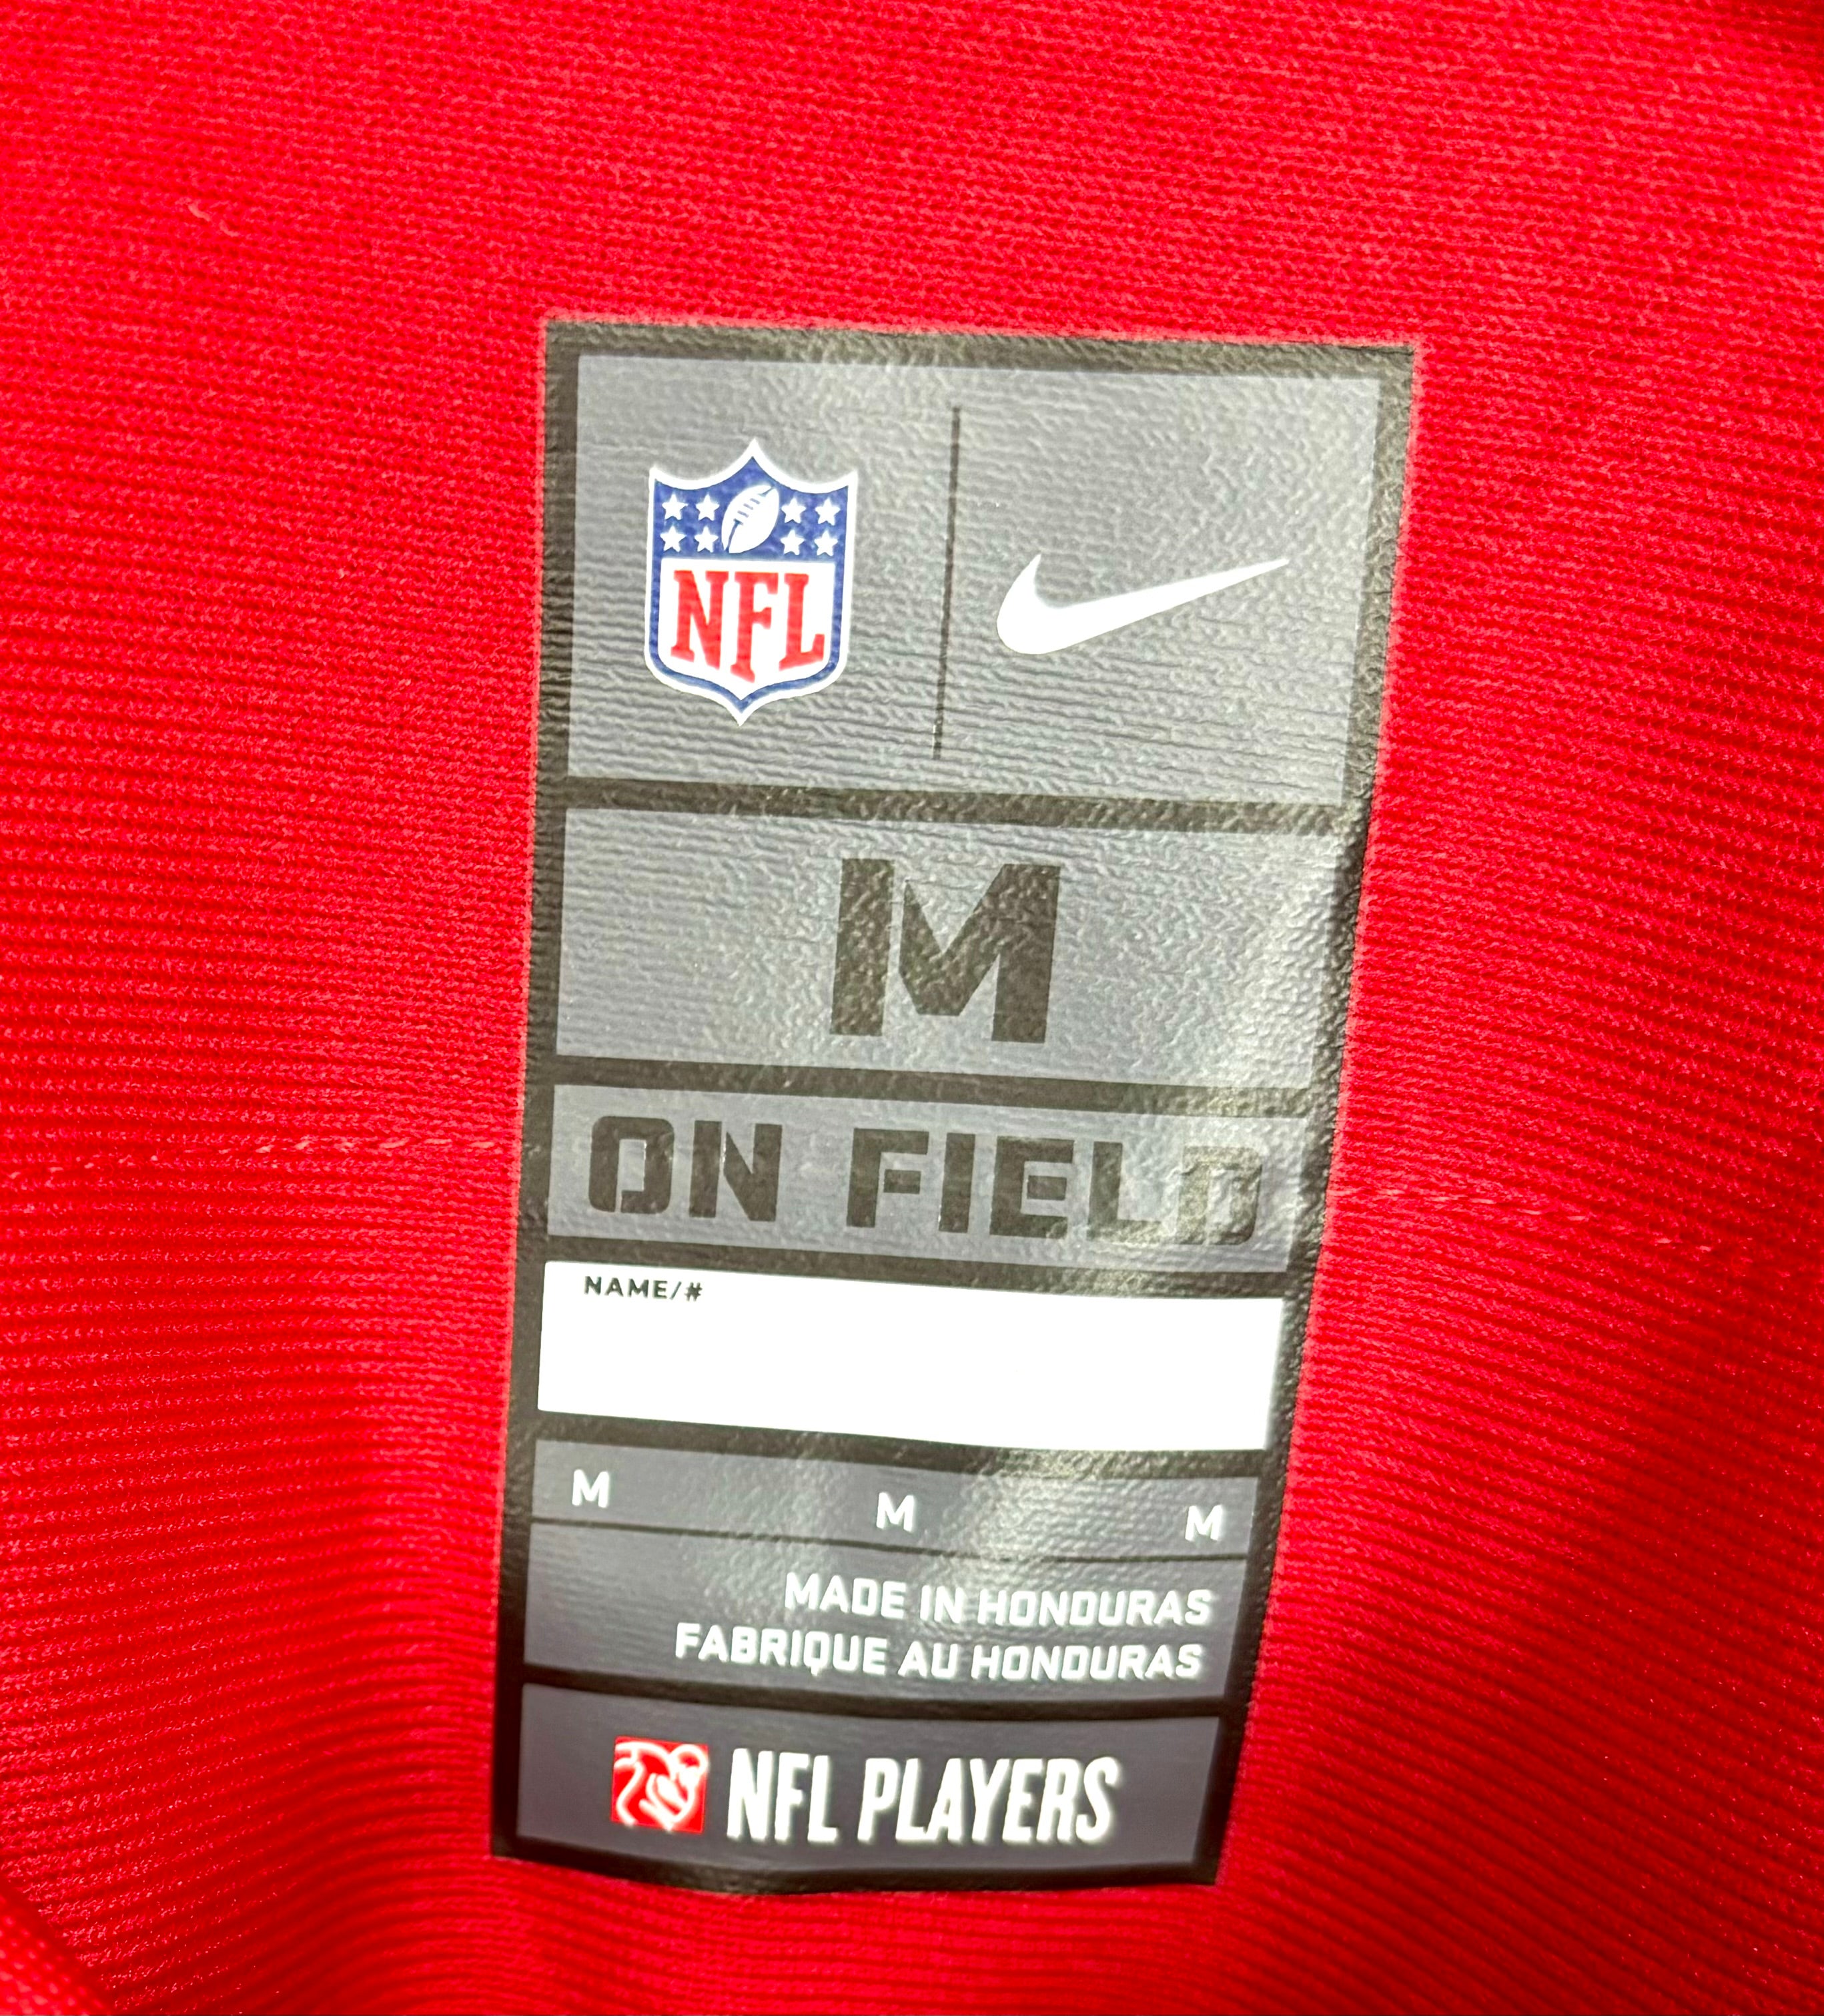 NFL
M
ON FIELD
NAME/#
M M M
MADE IN HONDURAS
FABRIQUE AU HONDURAS
NFL PLAYERS